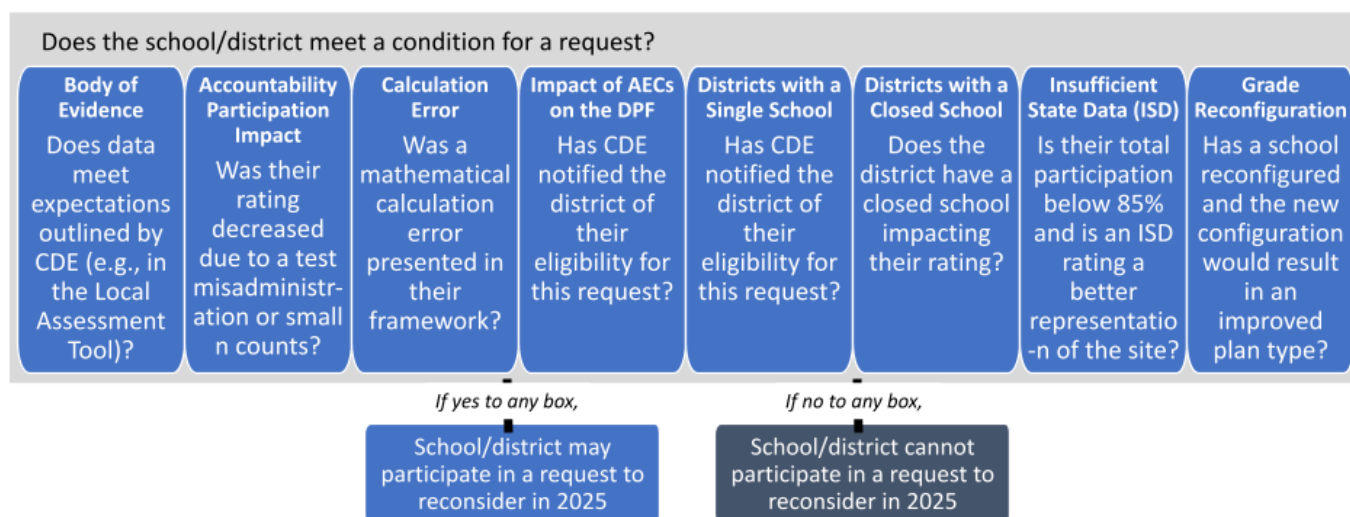 Does the school/district meet a condition for a request?
Body of
Evidence
Does data
meet
expectations
outlined by
CDE (e.g., in
the Local
Assessment
Tool)?
Accountability
Participation
Impact
Was their
rating
decreased
due to a test
misadministr-
ation or small
n counts?
Calculation
Error
Was a
mathematical
calculation
error
presented in
their
framework?
Impact of AECs
on the DPF
Has CDE
notified the
district of
their
eligibility for
this request?
Districts with a
Single School
Has CDE
notified the
district of
their
eligibility for
this request?
Districts with a
Closed School
Does the
district have a
closed school
impacting
their rating?
Insufficient
State Data (ISD)
Is their total
participation
below 85%
and is an ISD
rating a
better
representatio
-n of the site?
Grade
Reconfiguration
Has a school
reconfigured
and the new
configuration
would result
in an
improved
plan type?
If yes to any box,
School/district may
participate in a request to
reconsider in 2025
If no to any box,
School/district cannot
participate in a request to
reconsider in 2025